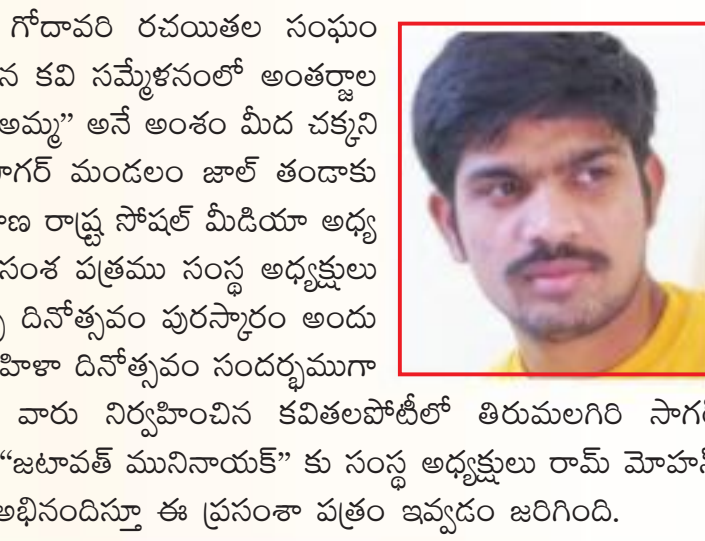 గోదావరి రచయితల సంఘం
న కవి సమ్మేళనంలో అంతర్జాల
అమ్మ” అనే అంశం మీద చక్కని
ాగర్ మండలం జాల్ తండాకు
ాణ రాష్ట్ర సోషల్ మీడియా అధ్య
సంశ పత్రము సంస్థ అధ్యక్షులు
దినోత్సవం పురస్కారం అందు
హిళా దినోత్సవం సందర్భముగా
వారు నిర్వహించిన కవితలపోటీలో తిరుమలగిరి సాగర్
“జటావత్ మునినాయక్” కు సంస్థ అధ్యక్షులు రామ్ మోహన్
అభినందిస్తూ ఈ ప్రసంశా పత్రం ఇవ్వడం జరిగింది.